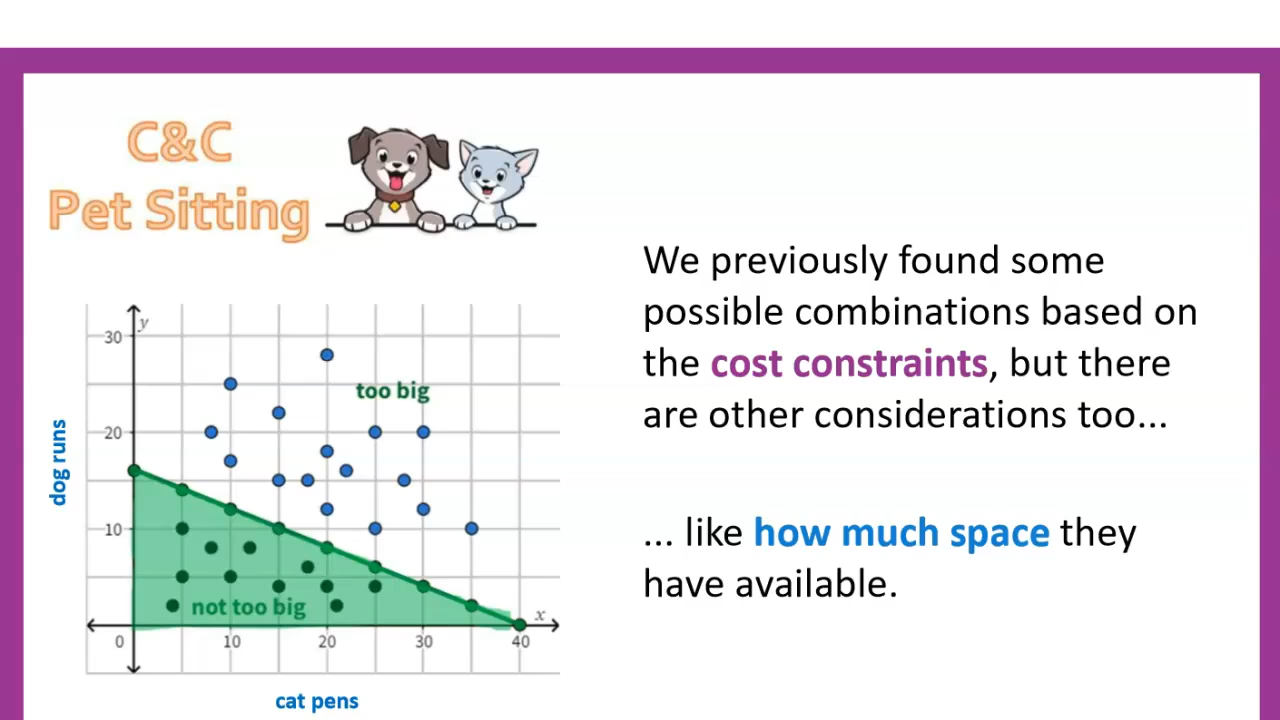 C&C
Pet Sitting
We previously found some
possible combinations based on
the cost constraints, but there
are other considerations too...
... like how much space they
have available.
y
30
too big
20
dog runs
10
not too big
x
0
10
20
30
40
cat pens